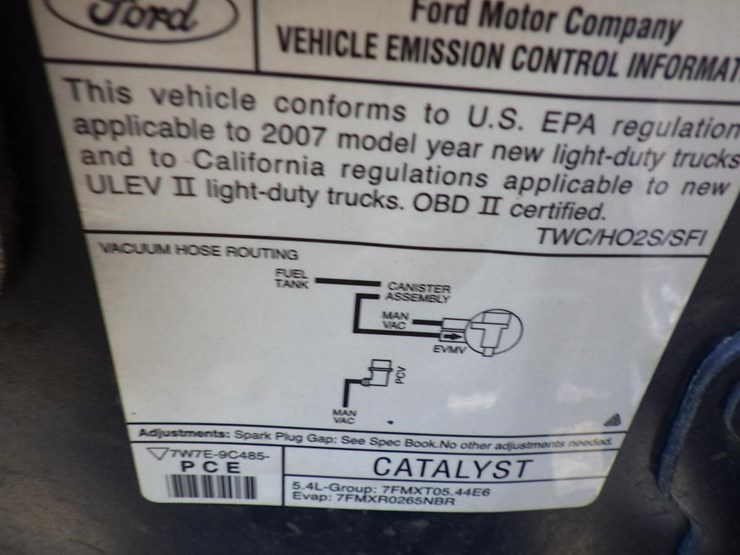 Ford
Ford Motor Company
VEHICLE EMISSION CONTROL INFORMAT
This vehicle conforms to U.S. EPA regulation
applicable to 2007 model year new light-duty trucks
and to California regulations applicable to new
ULEV II light-duty trucks. OBD II certified.
TWC/HO2S/SFI
VACUUM HOSE ROUTING
FUEL
TANK
CANISTER
ASSEMBLY
MAN
VAC
EVMV
PCV
MAN
VAC
Adjustments: Spark Plug Gap: See Spec Book.No other adjustments needed.
7W7E-9C485-
PCE
CATALYST
5.4L-Group: 7FMXT05.44E6
Evap: 7FMXR0265NBR